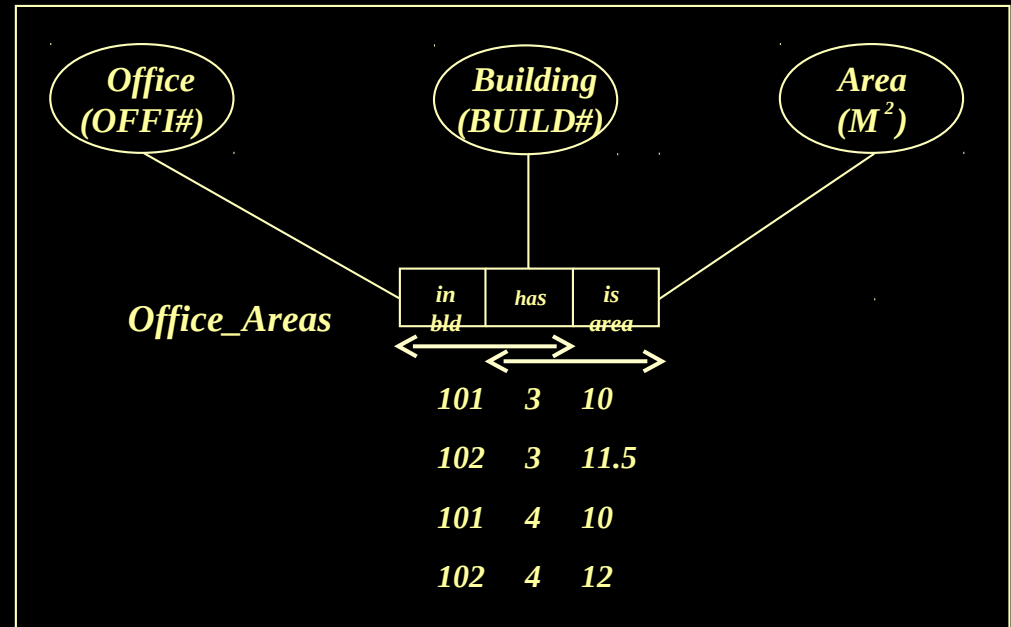 Office
(OFFI#)
Building
(BUILD#)
Area
(M²)
in
bld
has
is
area
Office_Areas
101 3 10
102 3 11.5
101 4 10
102 4 12